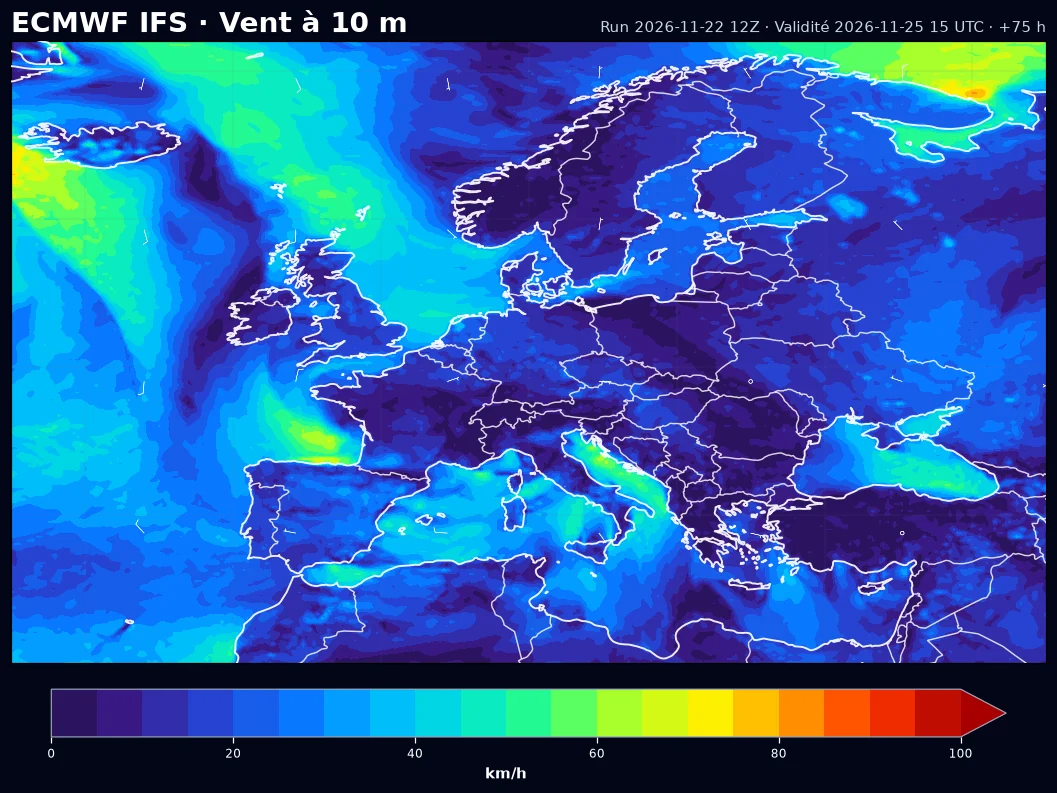 ECMWF IFS · Vent à 10 m
Run 2026-11-22 12Z · Validité 2026-11-25 15 UTC · +75 h
0 20 40 60 80 100
km/h